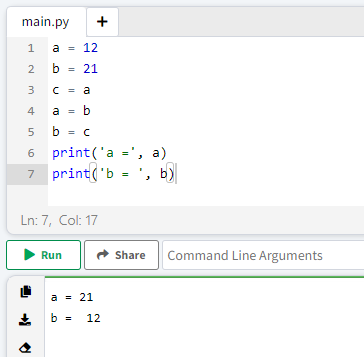 main.py +
1 a = 12
2 b = 21
3 c = a
4 a = b
5 b = c
6 print('a =', a)
7 print('b = ', b)
Ln: 7, Col: 17
Run Share Command Line Arguments
a = 21
b =  12